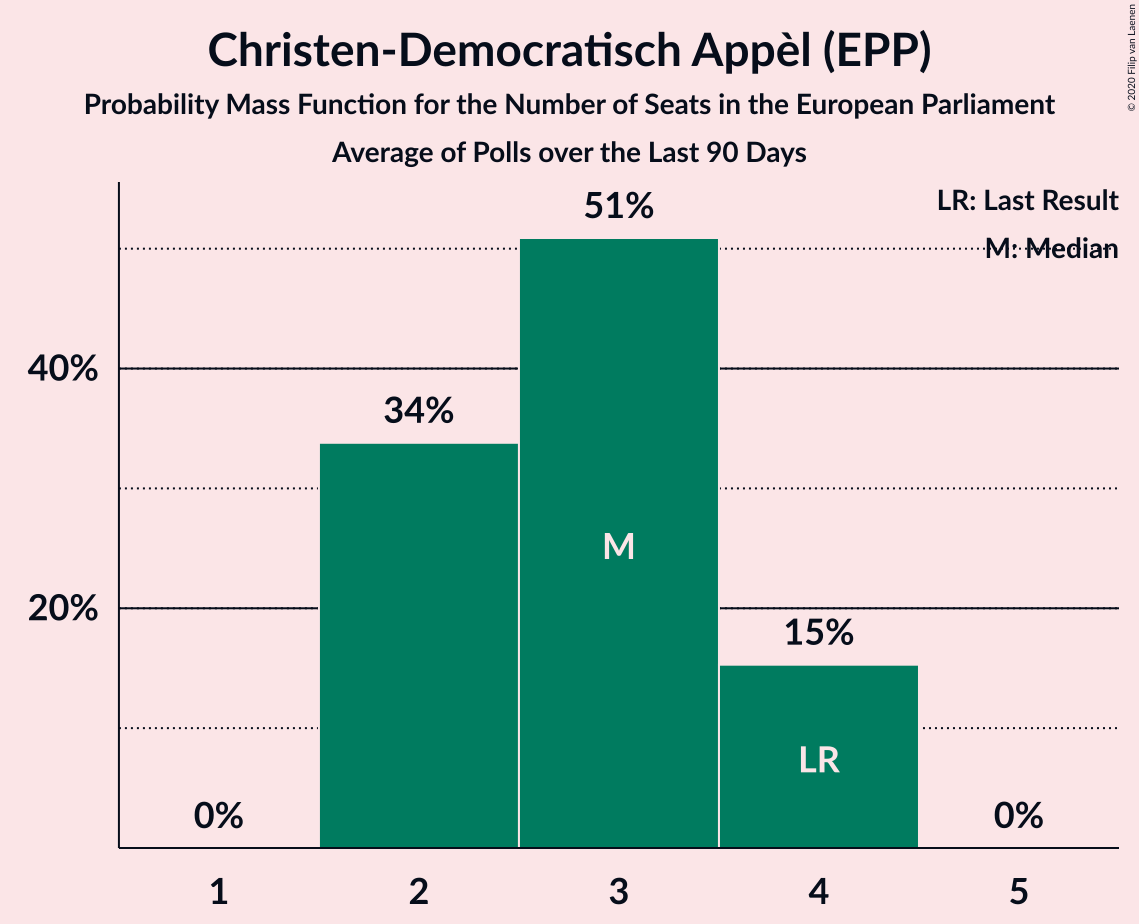 Christen-Democratisch Appèl (EPP)
Probability Mass Function for the Number of Seats in the European Parliament
Average of Polls over the Last 90 Days
© 2020 Filip van Laenen
LR: Last Result
M: Median
51%
40%
34%
M
20%
15%
LR
0%
0%
1 2 3 4 5